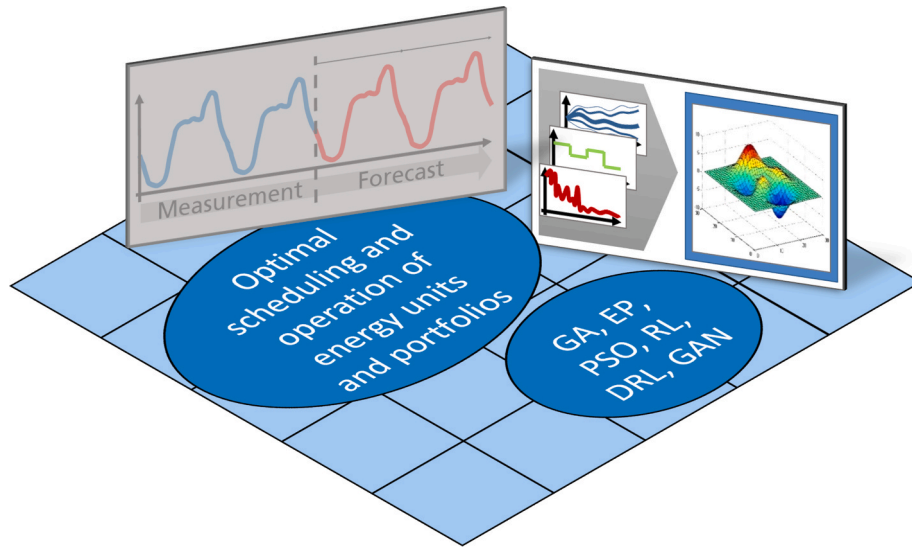 Measurement
Forecast
Optimal
scheduling and
operation of
energy units
and portfolios
GA, EP,
PSO, RL,
DRL, GAN